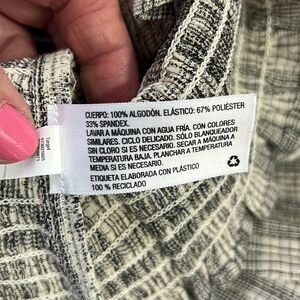 CUERPO: 100% ALGODÓN. ELÁSTICO: 67% POLIÉSTER
33% SPANDEX.
LAVAR A MÁQUINA CON AGUA FRÍA. CON COLORES
SIMILARES. CICLO DELICADO. SÓLO BLANQUEADOR
SIN CLORO SI ES NECESARIO. SECAR A MÁQUINA A
TEMPERATURA BAJA. PLANCHAR A TEMPERATURA
MEDIA SI ES NECESARIO.
ETIQUETA ELABORADA CON PLÁSTICO
100 % RECICLADO